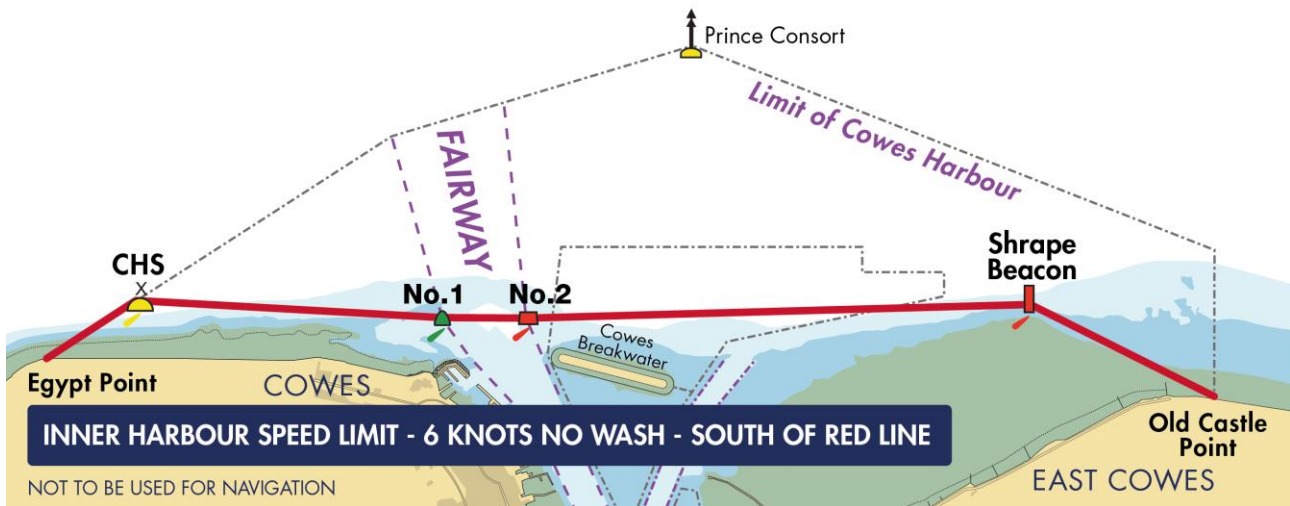 Prince Consort
Limit of Cowes Harbour
FAIRWAY
CHS
X
No.1
No.2
Shrape
Beacon
Cowes
Breakwater
Egypt Point
COWES
Old Castle
Point
INNER HARBOUR SPEED LIMIT - 6 KNOTS NO WASH - SOUTH OF RED LINE
EAST COWES
NOT TO BE USED FOR NAVIGATION